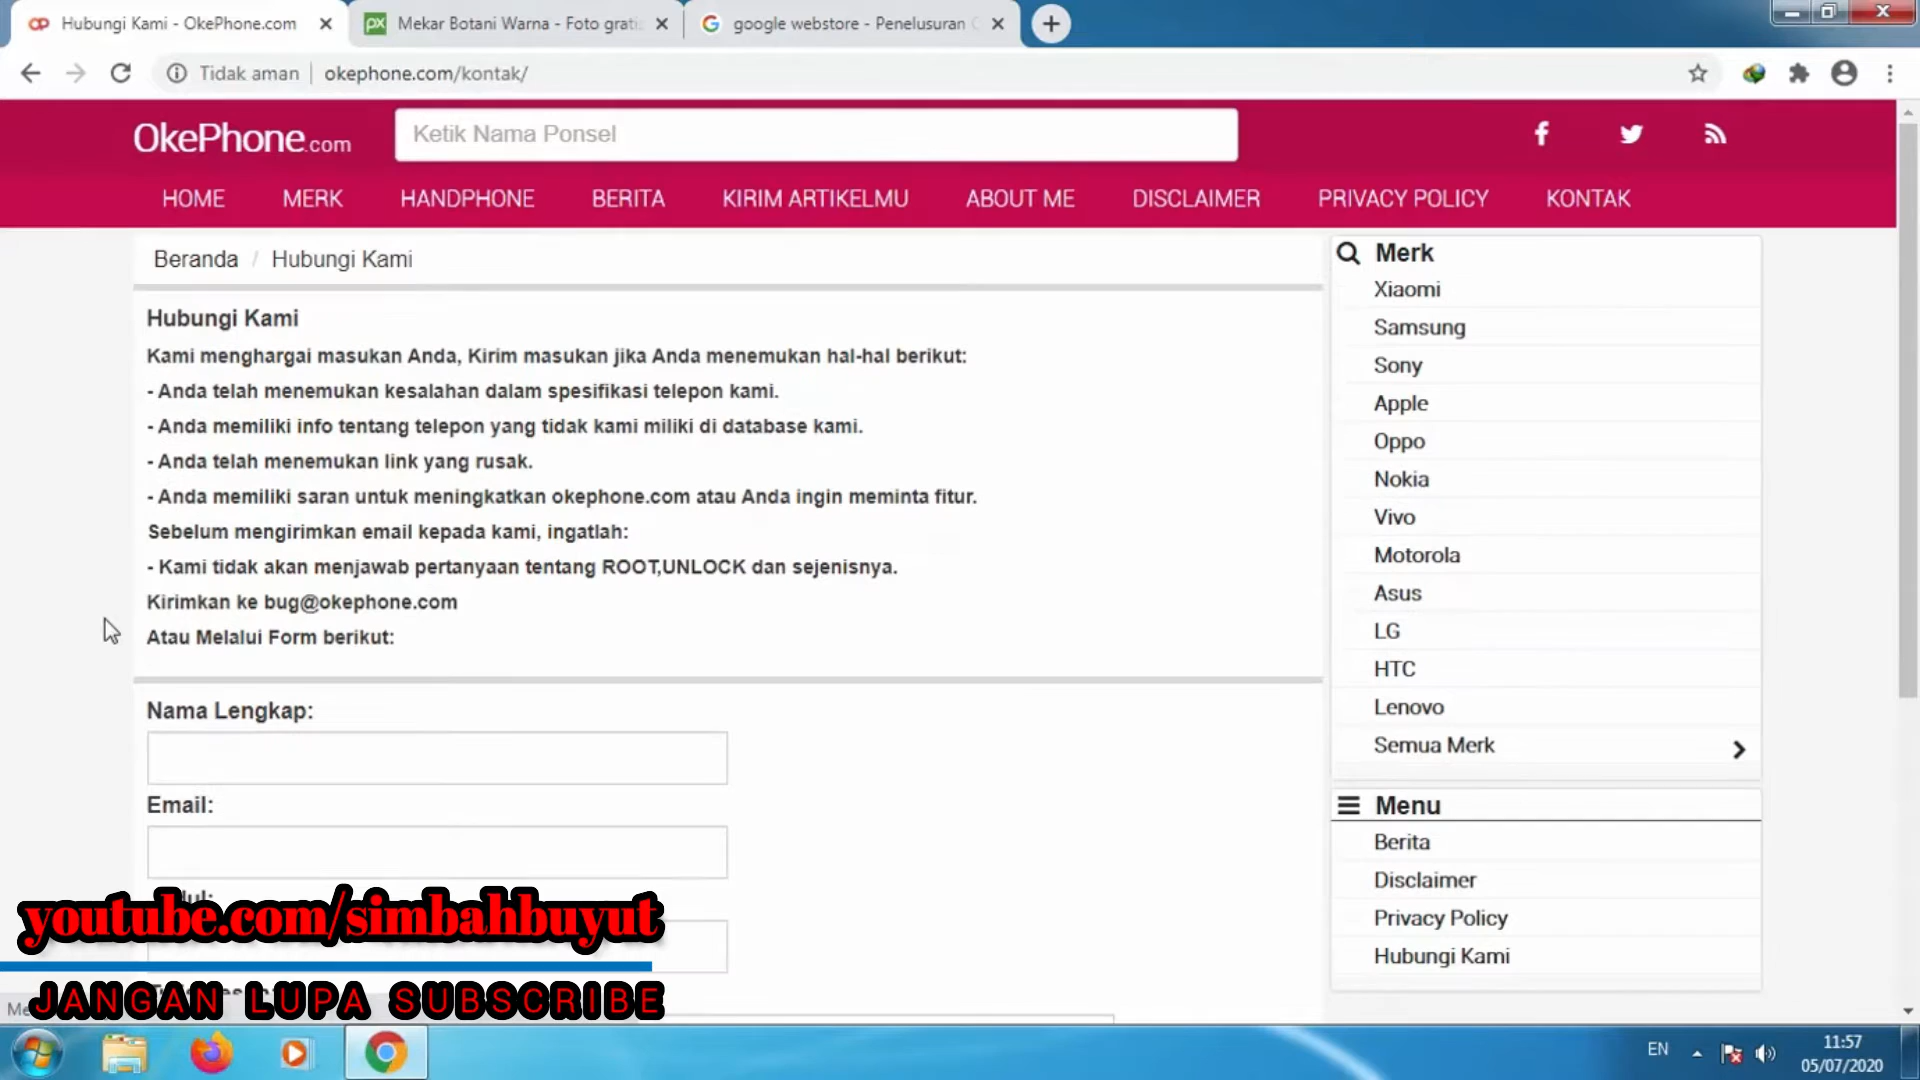 Hubungi Kami - OkePhone.com
Mekar Botani Warna - Foto gratis
google webstore - Penelusuran
Tidak aman
okephone.com/kontak/
OkePhone.com
Ketik Nama Ponsel
HOME
MERK
HANDPHONE
BERITA
KIRIM ARTIKELMU
ABOUT ME
DISCLAIMER
PRIVACY POLICY
KONTAK
Beranda / Hubungi Kami
Hubungi Kami
Kami menghargai masukan Anda, Kirim masukan jika Anda menemukan hal-hal berikut:
- Anda telah menemukan kesalahan dalam spesifikasi telepon kami.
- Anda memiliki info tentang telepon yang tidak kami miliki di database kami.
- Anda telah menemukan link yang rusak.
- Anda memiliki saran untuk meningkatkan okephone.com atau Anda ingin meminta fitur.
Sebelum mengirimkan email kepada kami, ingatlah:
- Kami tidak akan menjawab pertanyaan tentang ROOT,UNLOCK dan sejenisnya.
Kirimkan ke bug@okephone.com
Atau Melalui Form berikut:
Nama Lengkap:
Email:
Merk
Xiaomi
Samsung
Sony
Apple
Oppo
Nokia
Vivo
Motorola
Asus
LG
HTC
Lenovo
Semua Merk
Menu
Berita
Disclaimer
Privacy Policy
Hubungi Kami
youtube.com/simbahbuyut
JANGAN LUPA SUBSCRIBE
EN
11:57
05/07/2020